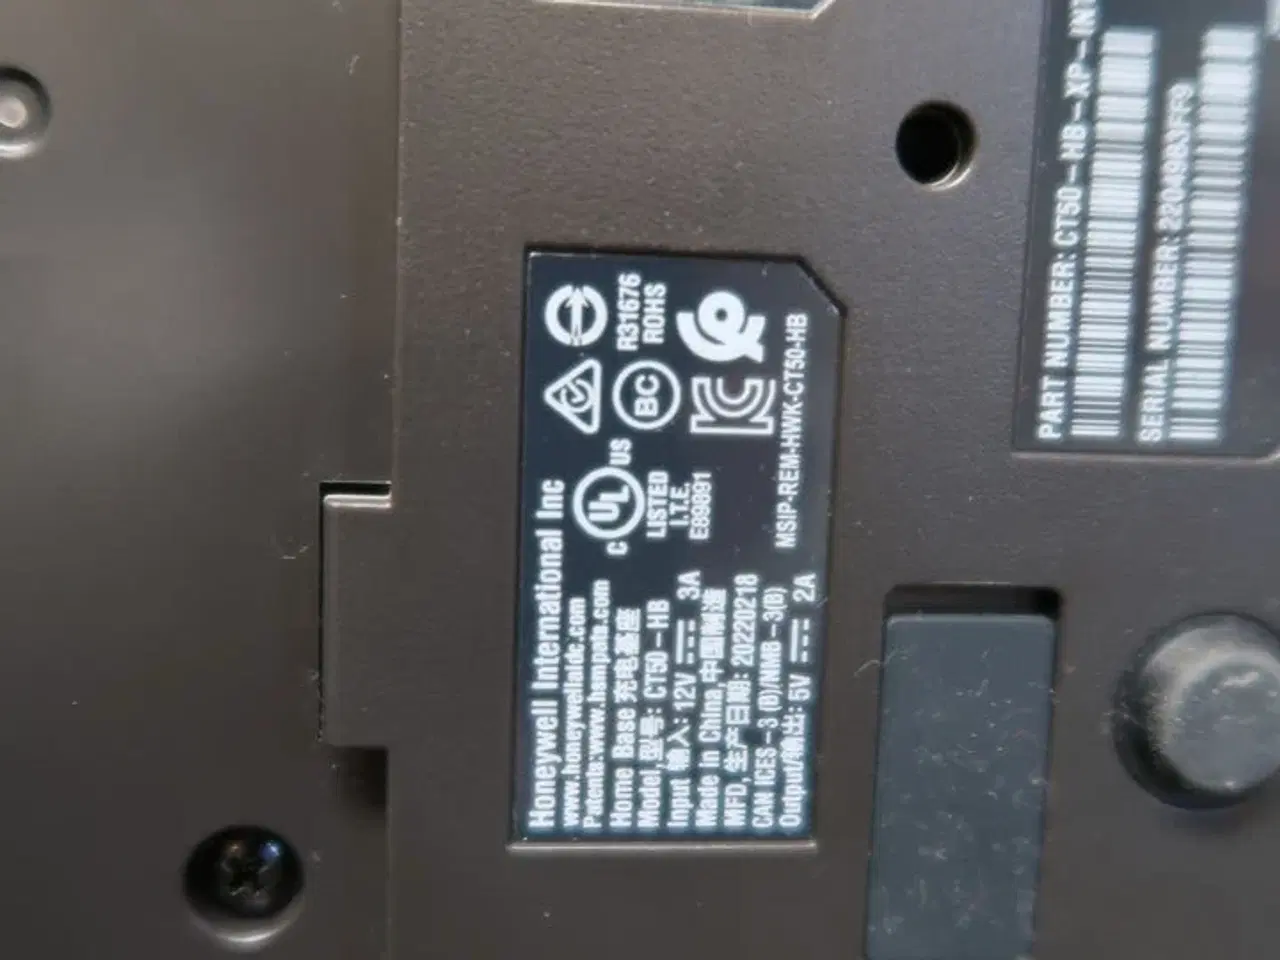 Honeywell International Inc
www.honeywellaidc.com
Patents:www.hsmpats.com
Home Base 充电基座
Model, 型号: CT50-HB
Input 输入: 12V 3A
Made in China, 中国制造
MFD, 生产日期: 20220218
CAN ICES-3 (B)/NMB-3(B)
Output/输出: 5V 2A
C UL US
LISTED
I.T.E.
E89891
BC
R31676
ROHS
MSIP-REM-HWK-CT50-HB
PART NUMBER: CT50-HB-XP-
SERIAL NUMBER: